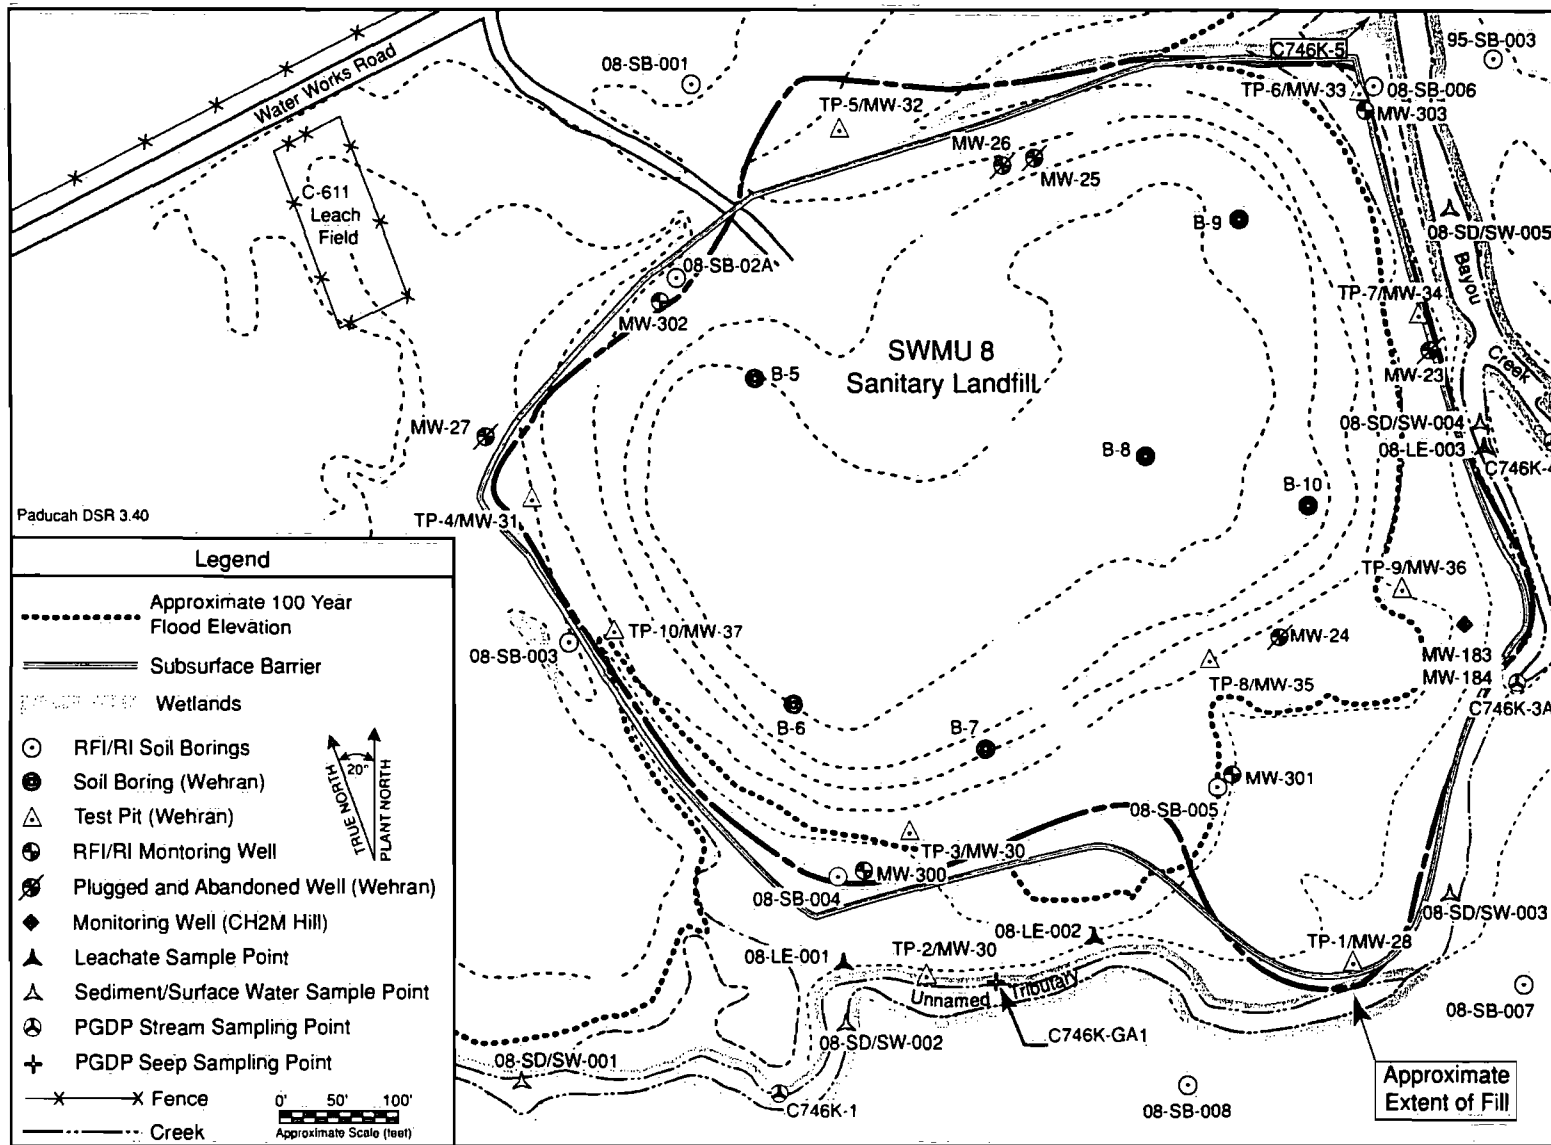 Water Works Road
08-SB-001
C746K-5
95-SB-003
TP-5/MW-32
TP-6/MW-33
08-SB-006
MW-303
MW-26
MW-25
C-611
Leach
Field
B-9
08-SD/SW-005
Bayou
08-SB-02A
TP-7/MW-34
MW-302
SWMU 8
Sanitary Landfill
B-5
MW-23
Creek
MW-27
08-SD/SW-004
08-LE-003
B-8
C746K-4
B-10
TP-4/MW-31
Paducah DSR 3.40
TP-9/MW-36
TP-10/MW-37
08-SB-003
MW-24
MW-183
MW-184
TP-8/MW-35
C746K-3A
B-6
B-7
MW-301
08-SB-005
TP-3/MW-30
MW-300
08-SB-004
08-LE-002
08-SD/SW-003
08-LE-001
TP-2/MW-30
TP-1/MW-28
Unnamed Tributary
08-SB-007
08-SD/SW-002
C746K-GA1
08-SD/SW-001
C746K-1
08-SB-008
Approximate
Extent of Fill
Legend
Approximate 100 Year
Flood Elevation
Subsurface Barrier
Wetlands
RFI/RI Soil Borings
Soil Boring (Wehran)
Test Pit (Wehran)
RFI/RI Montoring Well
Plugged and Abandoned Well (Wehran)
Monitoring Well (CH2M Hill)
Leachate Sample Point
Sediment/Surface Water Sample Point
PGDP Stream Sampling Point
PGDP Seep Sampling Point
Fence
Creek
20°
TRUE NORTH
PLANT NORTH
0' 50' 100'
Approximate Scale (feet)